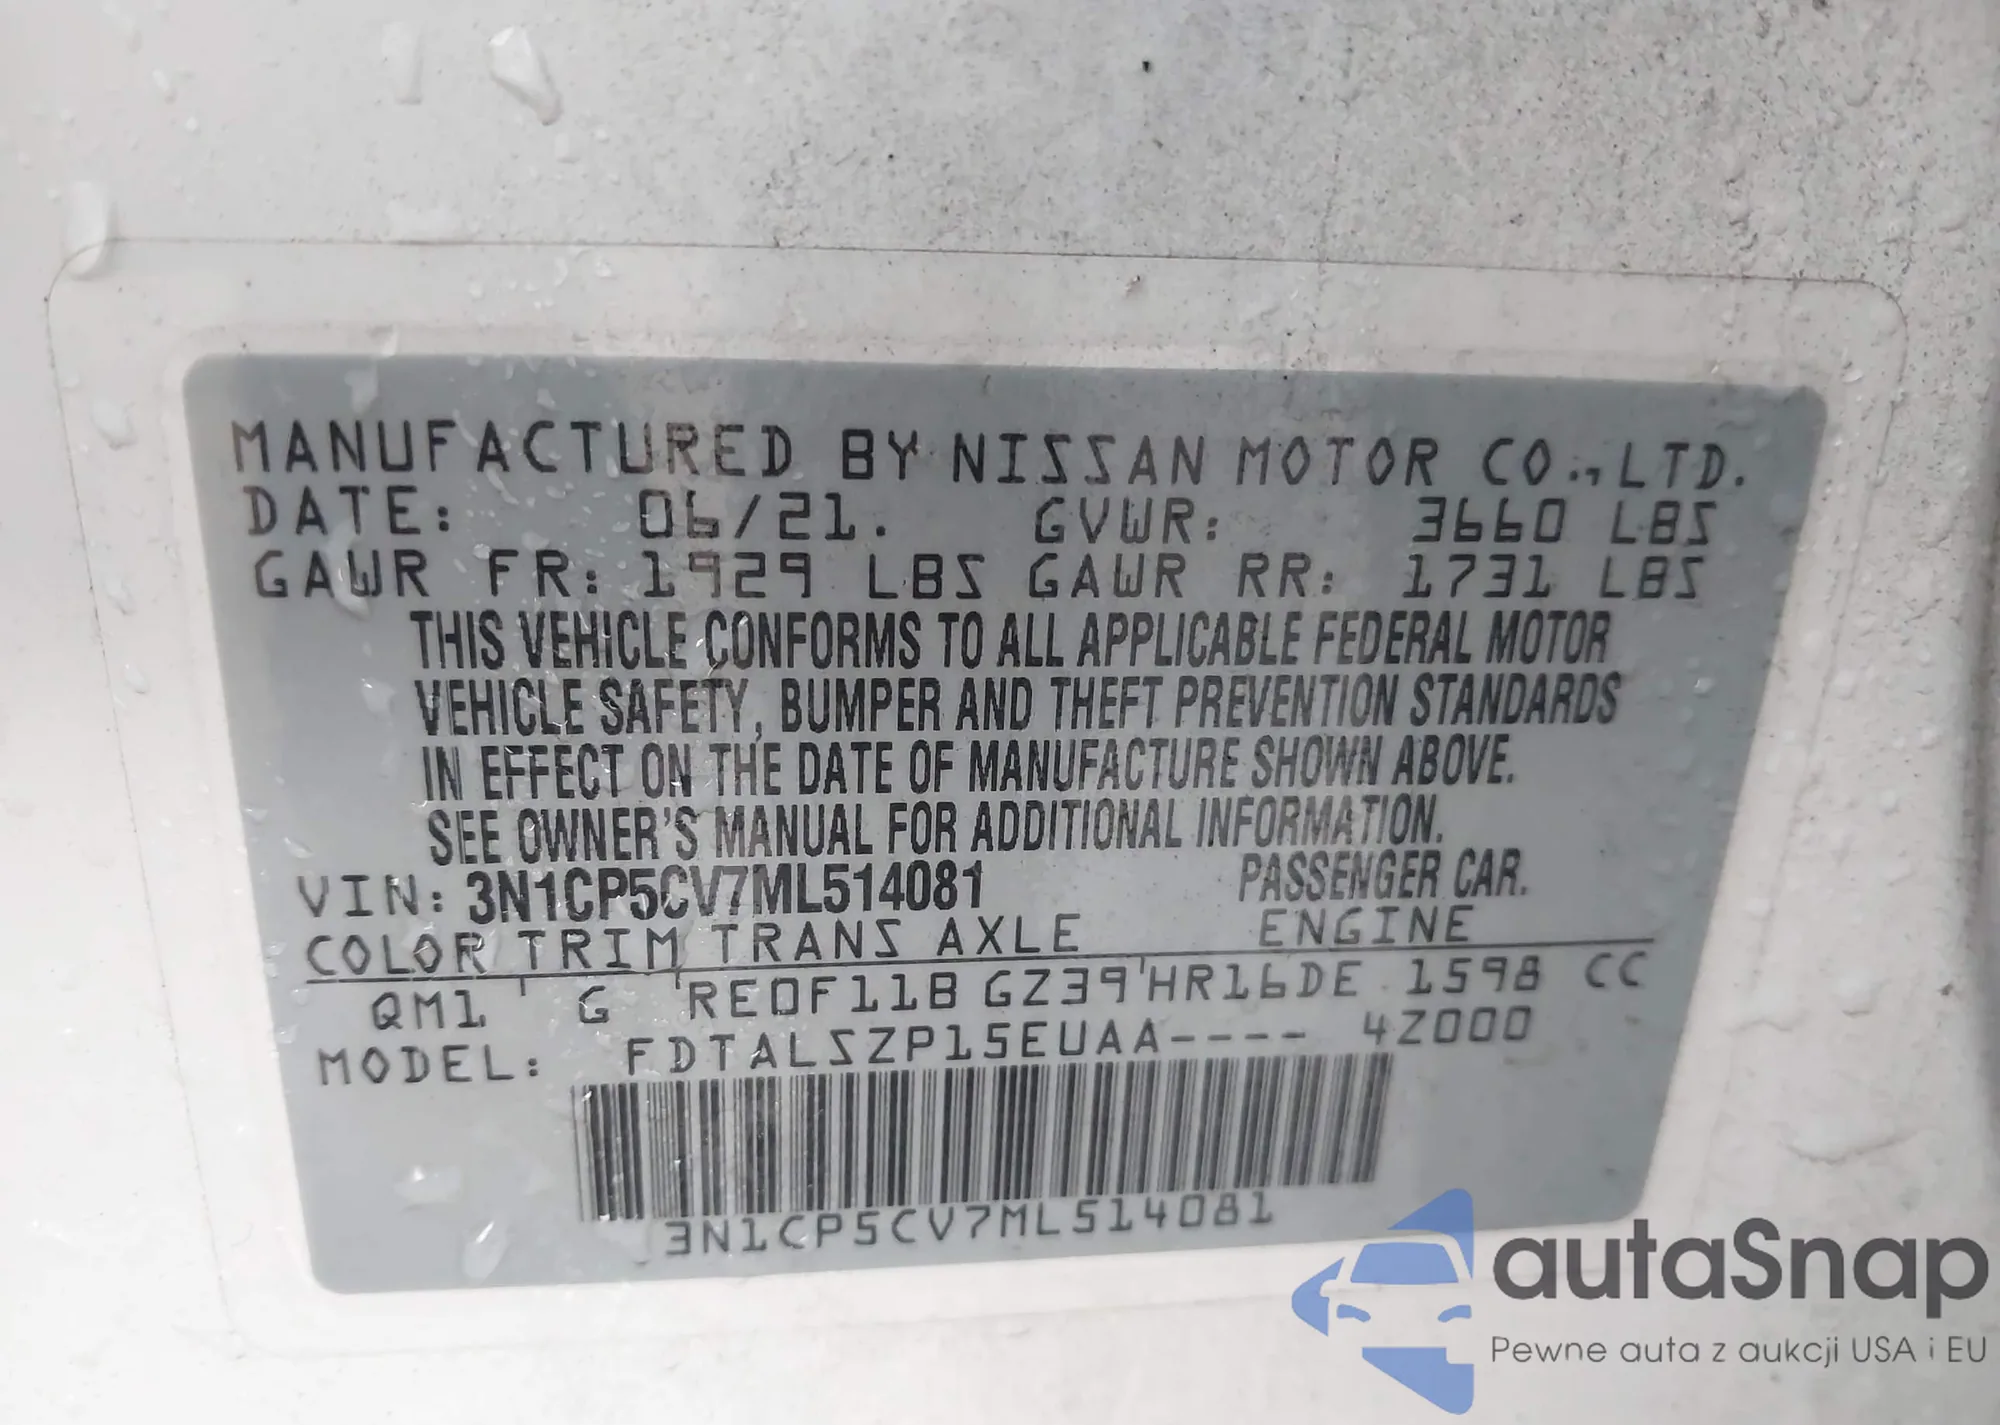 MANUFACTURED BY NISSAN MOTOR CO., LTD.
DATE: 06/21. GVWR: 3660 LBS
GAWR FR: 1929 LBS GAWR RR: 1731 LBS
THIS VEHICLE CONFORMS TO ALL APPLICABLE FEDERAL MOTOR
VEHICLE SAFETY, BUMPER AND THEFT PREVENTION STANDARDS
IN EFFECT ON THE DATE OF MANUFACTURE SHOWN ABOVE.
SEE OWNER'S MANUAL FOR ADDITIONAL INFORMATION.
VIN: 3N1CP5CV7ML514081 PASSENGER CAR.
COLOR TRIM TRANS AXLE ENGINE
QM1 G RE0F11B GZ39 HR16DE 1598 CC
MODEL: FDTALSZP15EUAA---- 4Z000
3N1CP5CV7ML514081
autaSnap
Pewne auta z aukcji USA i EU